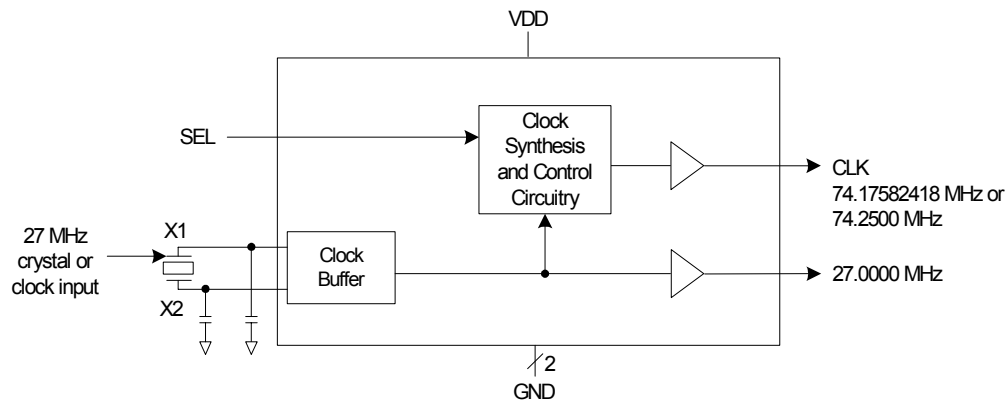 VDD
SEL
Clock
Synthesis
and Control
Circuitry
CLK
74.17582418 MHz or
74.2500 MHz
27 MHz
crystal or
clock input
X1
X2
Clock
Buffer
27.0000 MHz
2
GND